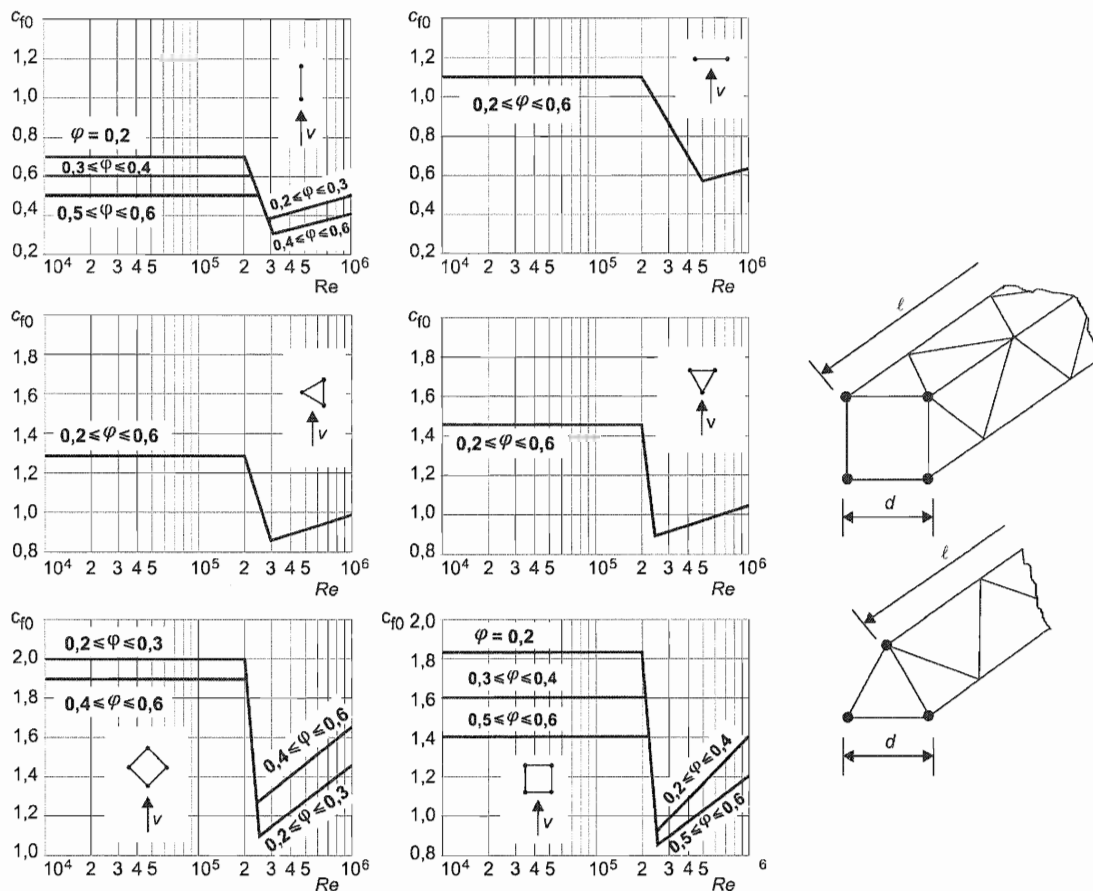 cf0
1,2
1,0
0,8
0,6
0,4
0,2
φ = 0,2
0,3 ≤ φ ≤ 0,4
0,5 ≤ φ ≤ 0,6
0,2 ≤ φ ≤ 0,3
0,4 ≤ φ ≤ 0,6
v
10⁴ 2 3 4 5 10⁵ 2 3 4 5 10⁶
Re
cf0
1,2
1,0
0,8
0,6
0,4
0,2
0,2 ≤ φ ≤ 0,6
v
10⁴ 2 3 4 5 10⁵ 2 3 4 5 10⁶
Re
cf0
1,8
1,6
1,4
1,2
1,0
0,8
0,2 ≤ φ ≤ 0,6
v
10⁴ 2 3 4 5 10⁵ 2 3 4 5 10⁶
Re
cf0
1,8
1,6
1,4
1,2
1,0
0,8
0,2 ≤ φ ≤ 0,6
v
10⁴ 2 3 4 5 10⁵ 2 3 4 5 10⁶
Re
cf0
2,0
1,8
1,6
1,4
1,2
1,0
0,2 ≤ φ ≤ 0,3
0,4 ≤ φ ≤ 0,6
0,4 ≤ φ ≤ 0,6
0,2 ≤ φ ≤ 0,3
v
10⁴ 2 3 4 5 10⁵ 2 3 4 5 10⁶
Re
cf0
2,0
1,8
1,6
1,4
1,2
1,0
0,8
φ = 0,2
0,3 ≤ φ ≤ 0,4
0,5 ≤ φ ≤ 0,6
0,2 ≤ φ ≤ 0,4
0,5 ≤ φ ≤ 0,6
v
10⁴ 2 3 4 5 10⁵ 2 3 4 5 6
Re
ℓ
d
ℓ
d